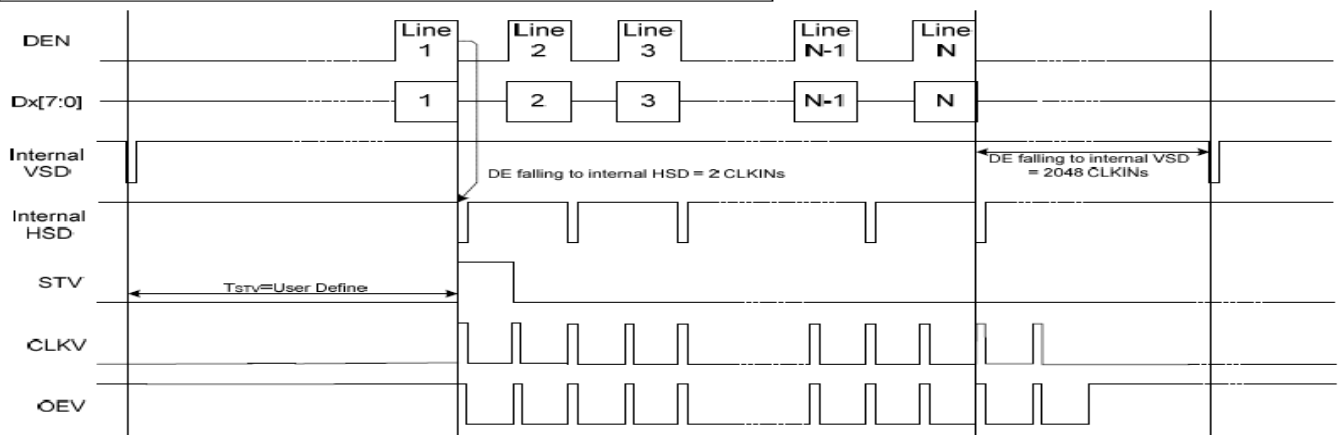 DEN
Line 1
Line 2
Line 3
Line N-1
Line N
Dx[7:0]
1
2
3
N-1
N
Internal VSD
DE falling to internal VSD
= 2048 CLKINs
DE falling to internal HSD = 2 CLKINs
Internal HSD
STV
TSTV=User Define
CLKV
OEV